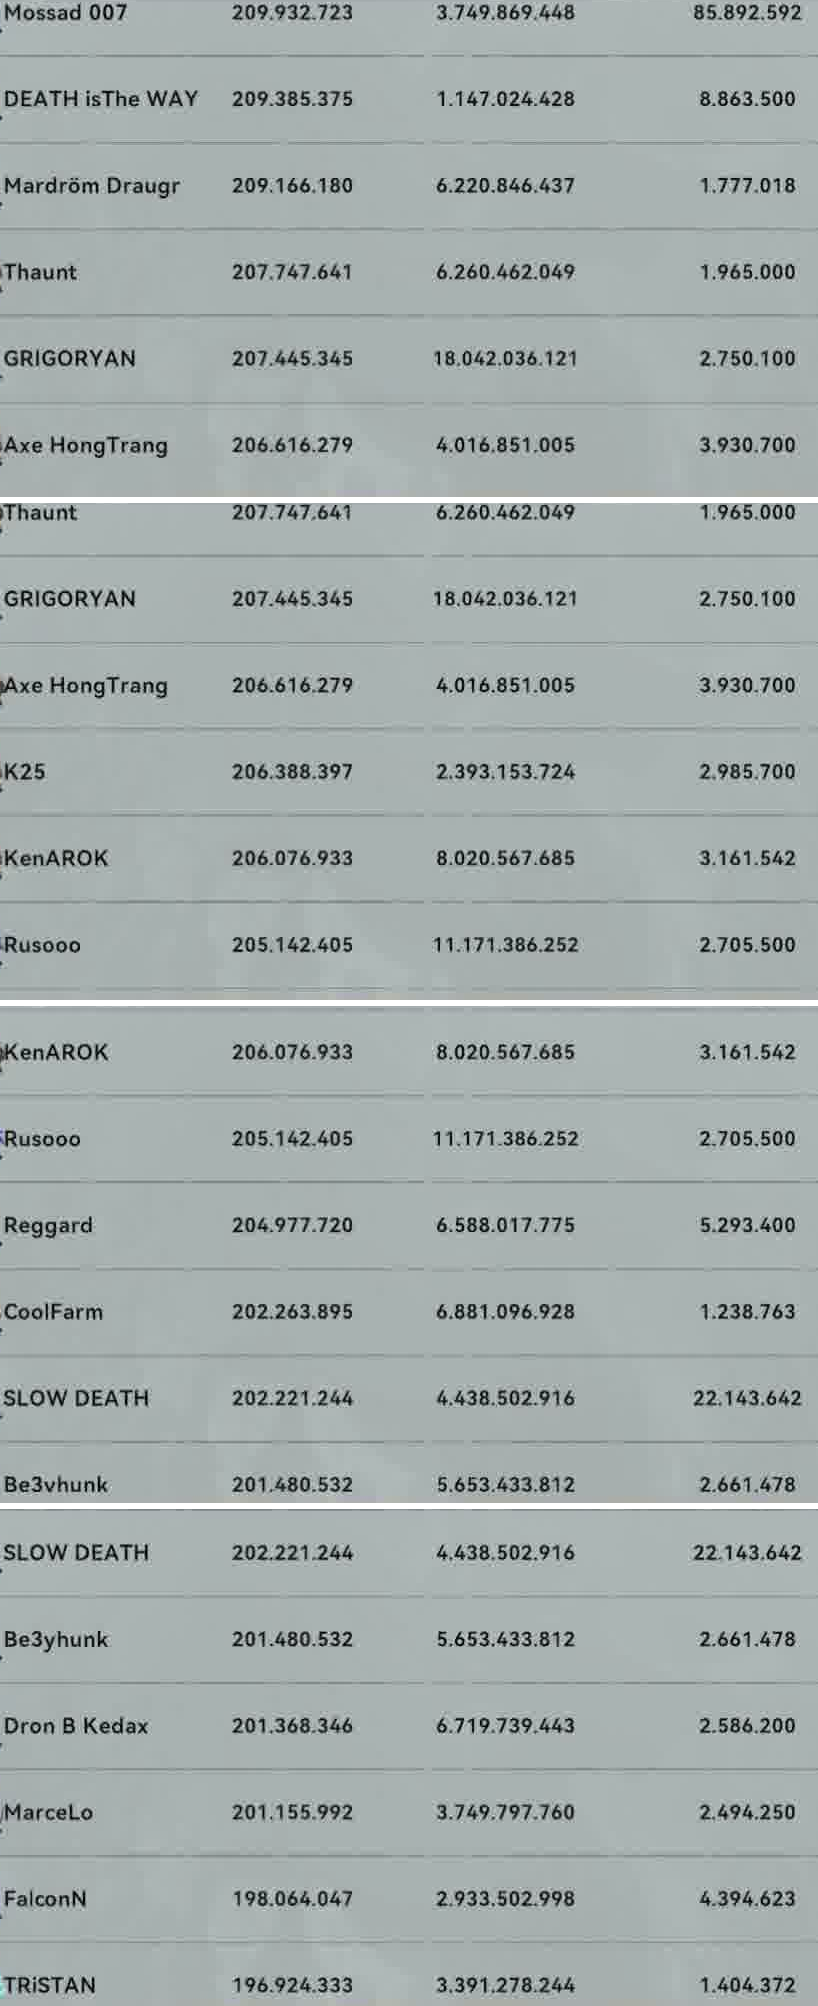 Mossad 007 209.932.723 3.749.869.448 85.892.592
DEATH isThe WAY 209.385.375 1.147.024.428 8.863.500
Mardröm Draugr 209.166.180 6.220.846.437 1.777.018
Thaunt 207.747.641 6.260.462.049 1.965.000
GRIGORYAN 207.445.345 18.042.036.121 2.750.100
Axe HongTrang 206.616.279 4.016.851.005 3.930.700
Thaunt 207.747.641 6.260.462.049 1.965.000
GRIGORYAN 207.445.345 18.042.036.121 2.750.100
Axe HongTrang 206.616.279 4.016.851.005 3.930.700
K25 206.388.397 2.393.153.724 2.985.700
KenAROK 206.076.933 8.020.567.685 3.161.542
Rusooo 205.142.405 11.171.386.252 2.705.500
KenAROK 206.076.933 8.020.567.685 3.161.542
Rusooo 205.142.405 11.171.386.252 2.705.500
Reggard 204.977.720 6.588.017.775 5.293.400
CoolFarm 202.263.895 6.881.096.928 1.238.763
SLOW DEATH 202.221.244 4.438.502.916 22.143.642
Be3yhunk 201.480.532 5.653.433.812 2.661.478
SLOW DEATH 202.221.244 4.438.502.916 22.143.642
Be3yhunk 201.480.532 5.653.433.812 2.661.478
Dron B Kedax 201.368.346 6.719.739.443 2.586.200
MarceLo 201.155.992 3.749.797.760 2.494.250
FalconN 198.064.047 2.933.502.998 4.394.623
TRiSTAN 196.924.333 3.391.278.244 1.404.372